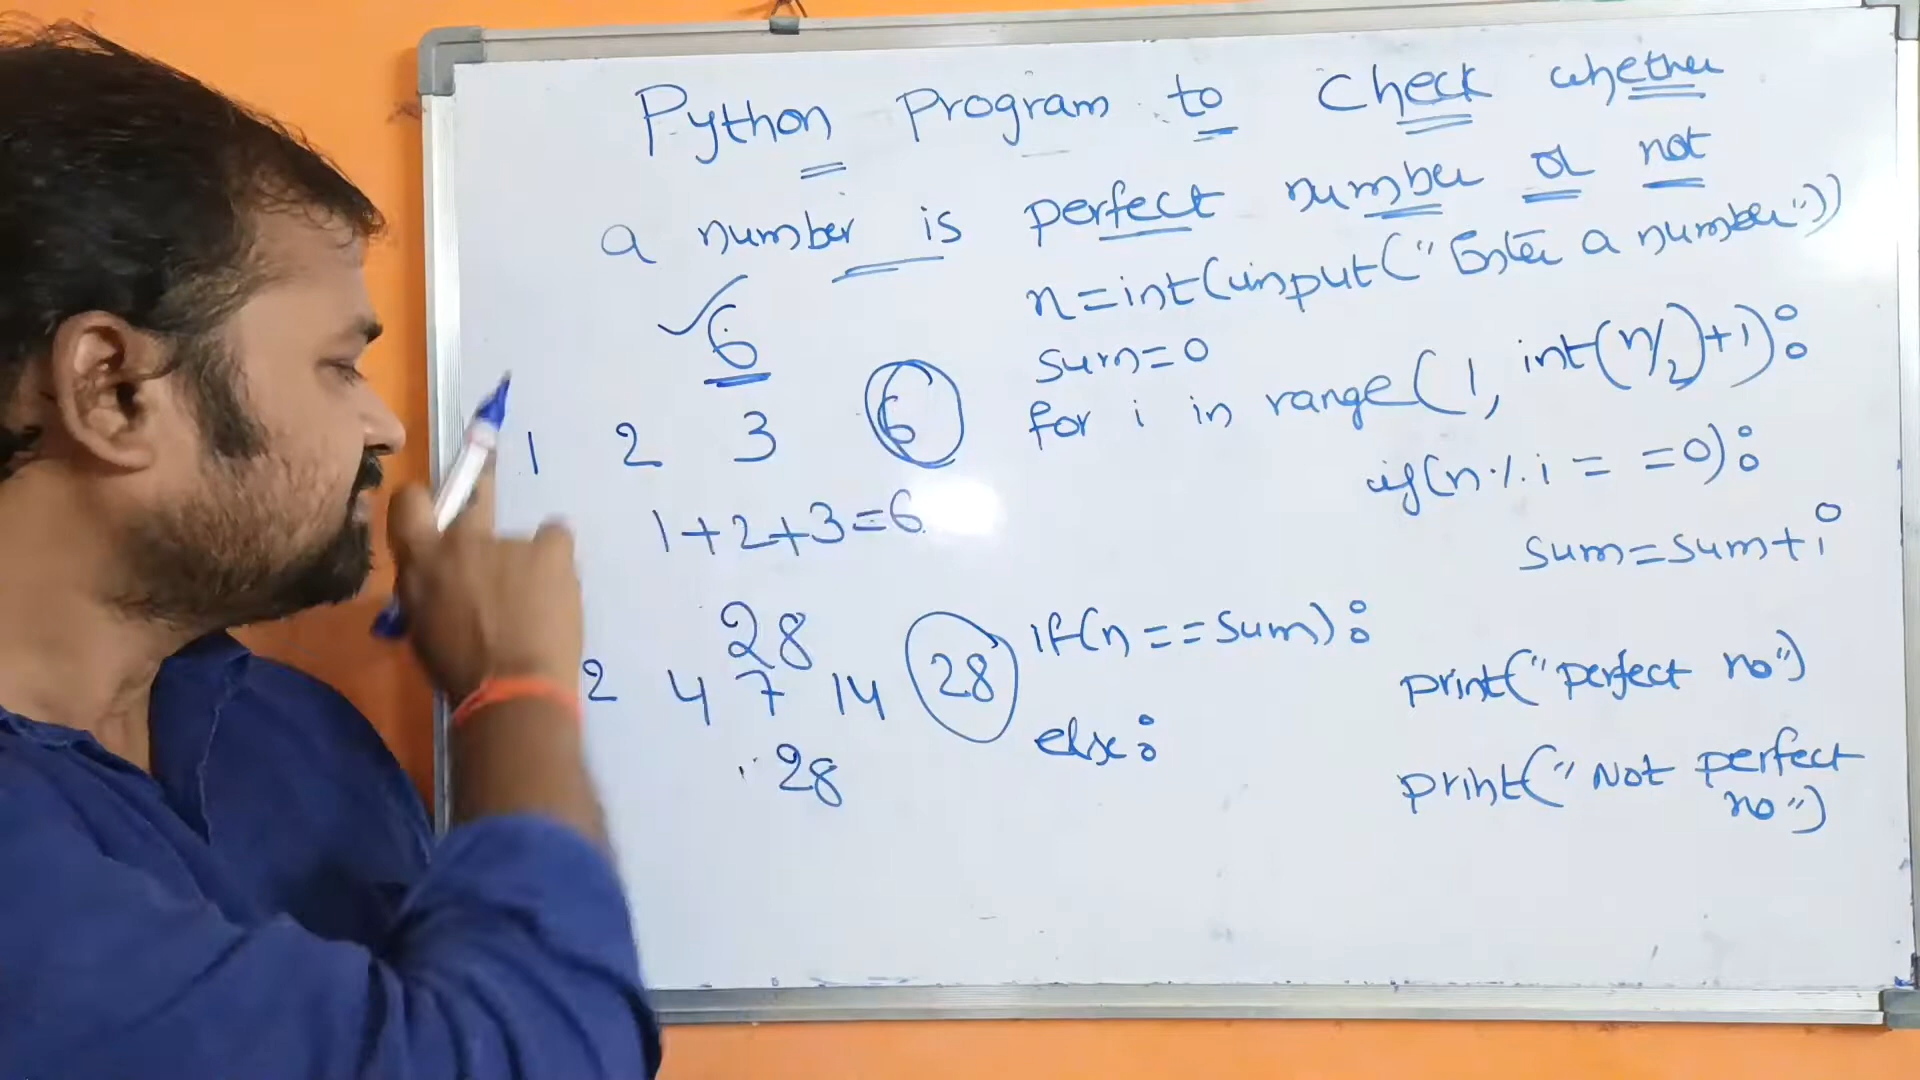 Python Program to Check whether
a number is perfect number or not
6
1 2 3 6
1+2+3=6
28
2 4 7 14 28
28
n=int(input("Enter a number"))
sum=0
for i in range(1, int(n/2)+1):
if(n%i==0):
sum=sum+i
if(n==sum):
print("perfect no")
else:
print("Not perfect
no")